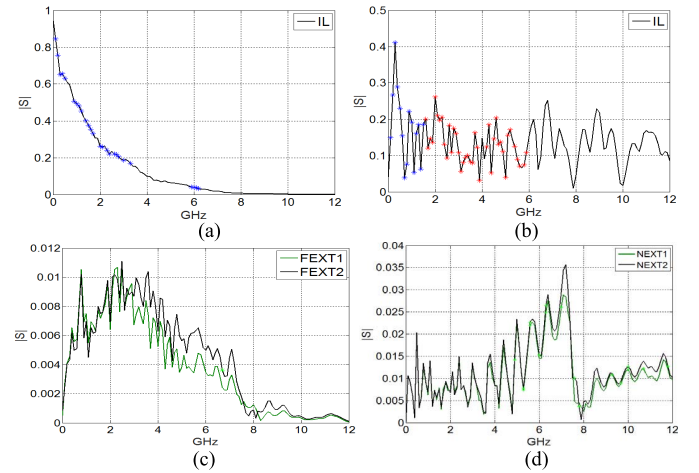 1
0.8
0.6
0.4
0.2
0
|S|
0 2 4 6 8 10 12
GHz
IL
(a)
0.5
0.4
0.3
0.2
0.1
0
|S|
0 2 4 6 8 10 12
GHz
IL
(b)
0.012
0.01
0.008
0.006
0.004
0.002
0
|S|
0 2 4 6 8 10 12
GHz
FEXT1
FEXT2
(c)
0.04
0.035
0.03
0.025
0.02
0.015
0.01
0.005
0
|S|
0 2 4 6 8 10 12
GHz
NEXT1
NEXT2
(d)